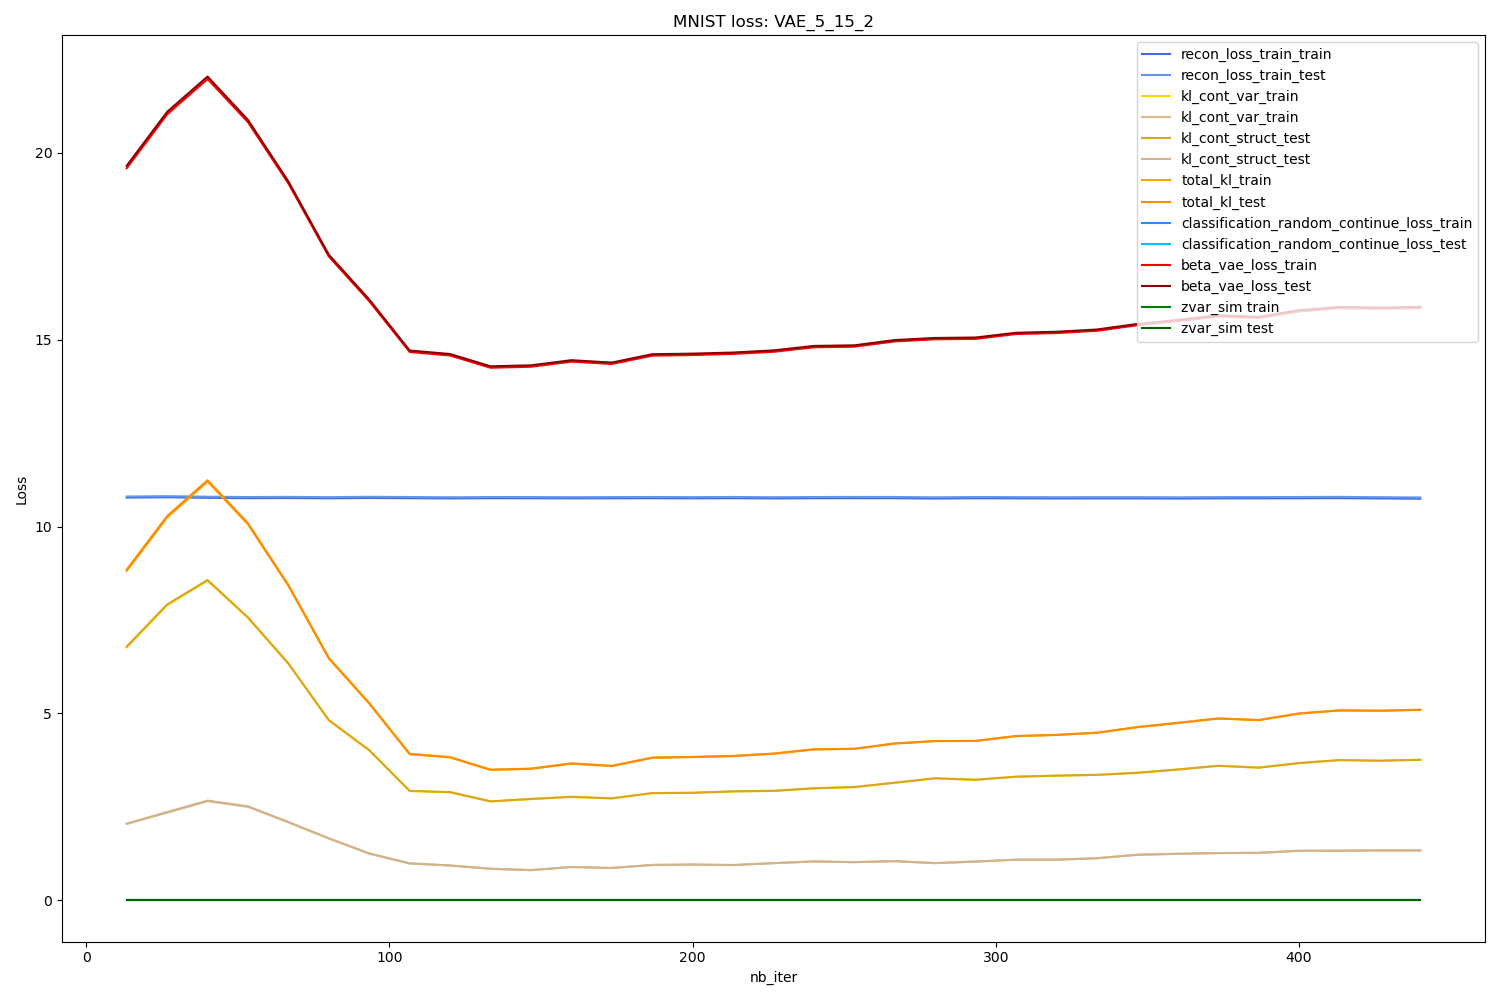 MNIST loss: VAE_5_15_2
recon_loss_train_train
recon_loss_train_test
kl_cont_var_train
kl_cont_var_train
kl_cont_struct_test
kl_cont_struct_test
total_kl_train
total_kl_test
classification_random_continue_loss_train
classification_random_continue_loss_test
beta_vae_loss_train
beta_vae_loss_test
zvar_sim train
zvar_sim test
20
15
10
5
0
Loss
0 100 200 300 400
nb_iter